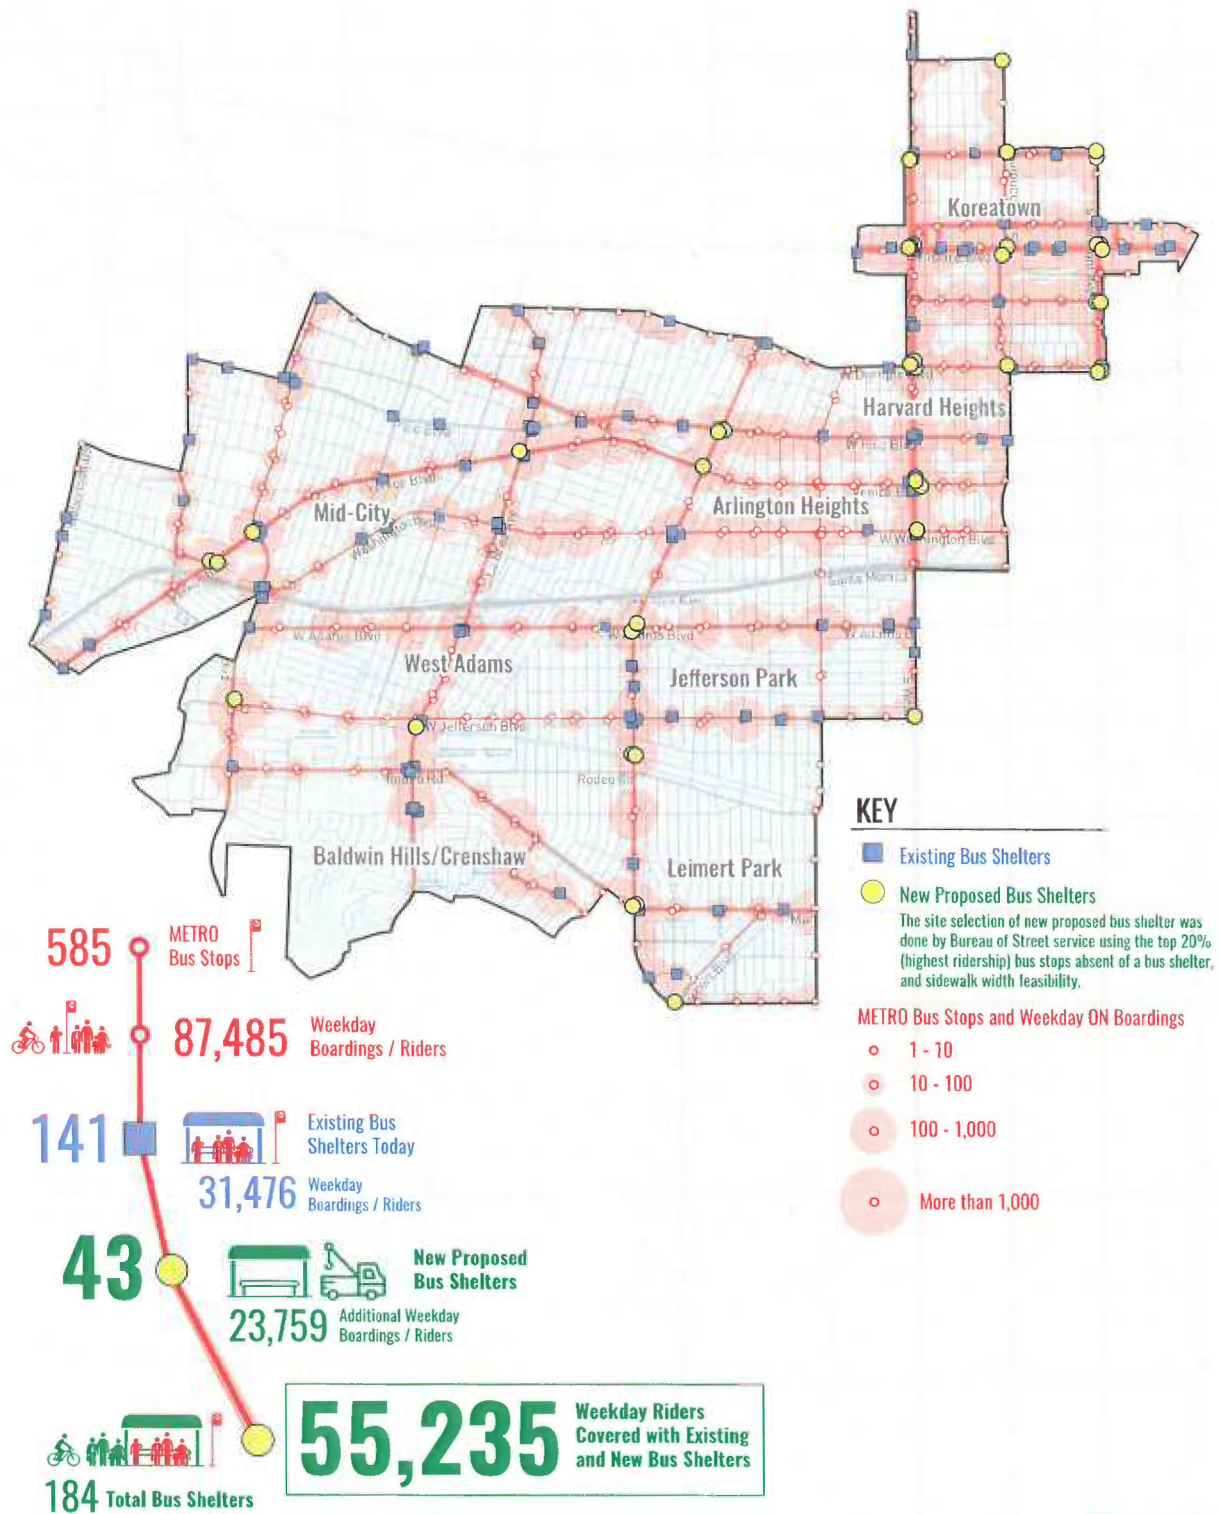 Koreatown
Harvard Heights
Mid-City
Arlington Heights
Venice Blvd
W Adams Blvd
West Adams
Jefferson Park
W Jefferson Blvd
Rodeo
Baldwin Hills/Crenshaw
Leimert Park
KEY
Existing Bus Shelters
New Proposed Bus Shelters
The site selection of new proposed bus shelter was
done by Bureau of Street service using the top 20%
(highest ridership) bus stops absent of a bus shelter,
and sidewalk width feasibility.
METRO Bus Stops and Weekday ON Boardings
1 - 10
10 - 100
100 - 1,000
More than 1,000
585
METRO
Bus Stops
87,485
Weekday
Boardings / Riders
141
Existing Bus
Shelters Today
31,476
Weekday
Boardings / Riders
43
New Proposed
Bus Shelters
23,759
Additional Weekday
Boardings / Riders
55,235
Weekday Riders
Covered with Existing
and New Bus Shelters
184 Total Bus Shelters